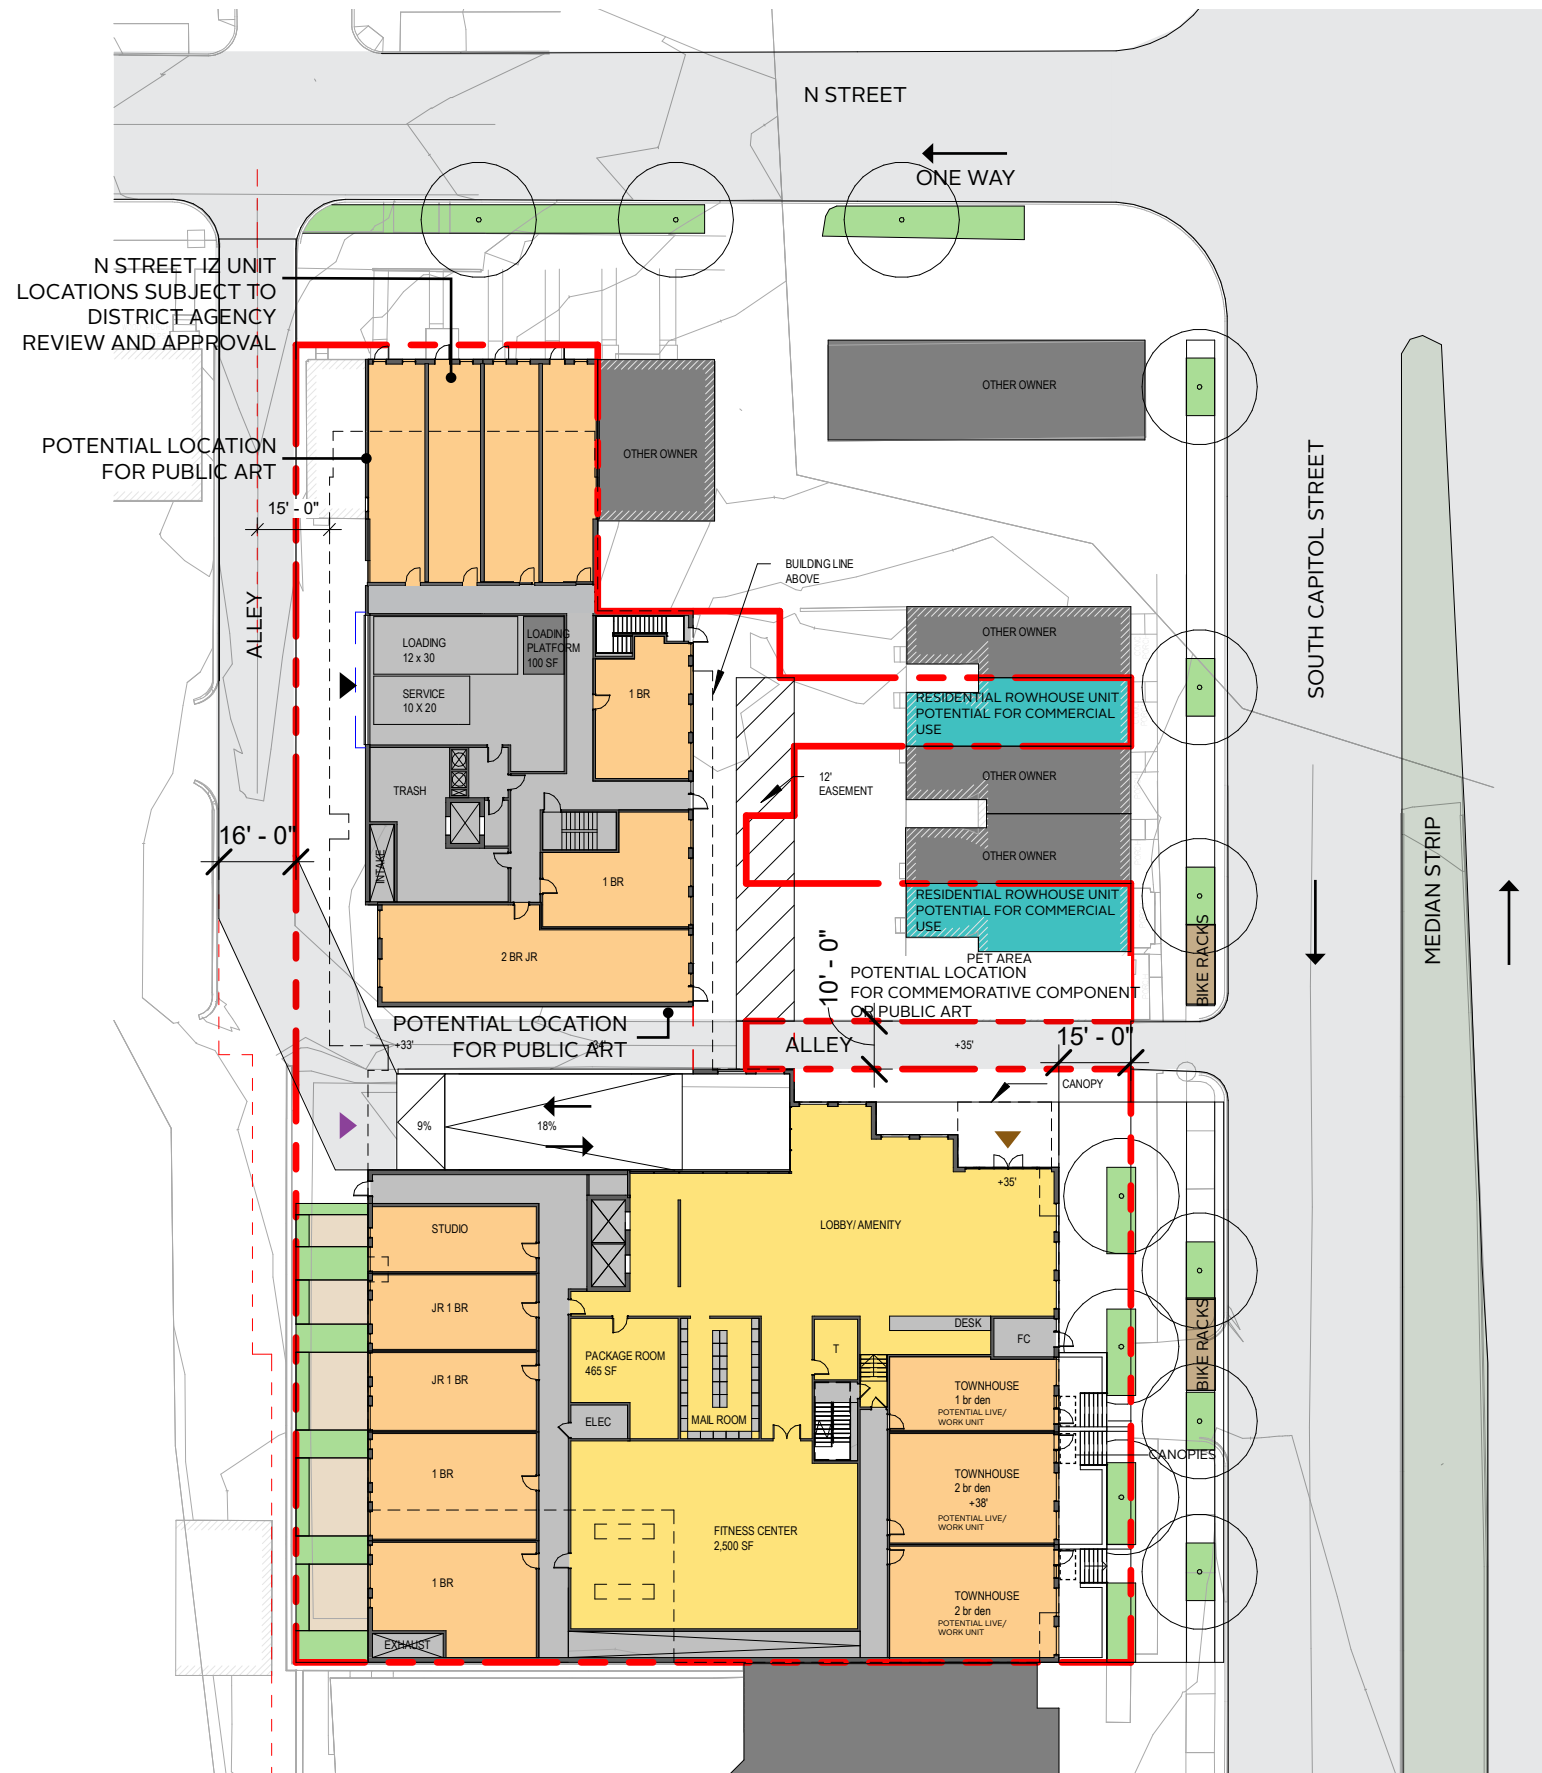 N STREET
ONE WAY
N STREET IZ UNIT
LOCATIONS SUBJECT TO
DISTRICT AGENCY
REVIEW AND APPROVAL
POTENTIAL LOCATION
FOR PUBLIC ART
15' - 0"
ALLEY
16' - 0"
OTHER OWNER
OTHER OWNER
BUILDING LINE
ABOVE
LOADING
12 x 30
LOADING
PLATFORM
100 SF
SERVICE
10 X 20
1 BR
TRASH
INTAKE
1 BR
2 BR JR
12'
EASEMENT
OTHER OWNER
RESIDENTIAL ROWHOUSE UNIT
POTENTIAL FOR COMMERCIAL
USE
OTHER OWNER
OTHER OWNER
RESIDENTIAL ROWHOUSE UNIT
POTENTIAL FOR COMMERCIAL
USE
PET AREA
POTENTIAL LOCATION
FOR COMMEMORATIVE COMPONENT
OR PUBLIC ART
10' - 0"
SOUTH CAPITOL STREET
MEDIAN STRIP
BIKE RACKS
POTENTIAL LOCATION
FOR PUBLIC ART
+33'
+34'
ALLEY
+35'
15' - 0"
CANOPY
9%
18%
+35'
STUDIO
LOBBY/ AMENITY
JR 1 BR
DESK
FC
T
PACKAGE ROOM
465 SF
JR 1 BR
MAIL ROOM
ELEC
TOWNHOUSE
1 br den
POTENTIAL LIVE/
WORK UNIT
BIKE RACKS
CANOPIES
1 BR
TOWNHOUSE
2 br den
+38'
POTENTIAL LIVE/
WORK UNIT
FITNESS CENTER
2,500 SF
1 BR
TOWNHOUSE
2 br den
POTENTIAL LIVE/
WORK UNIT
EXHAUST